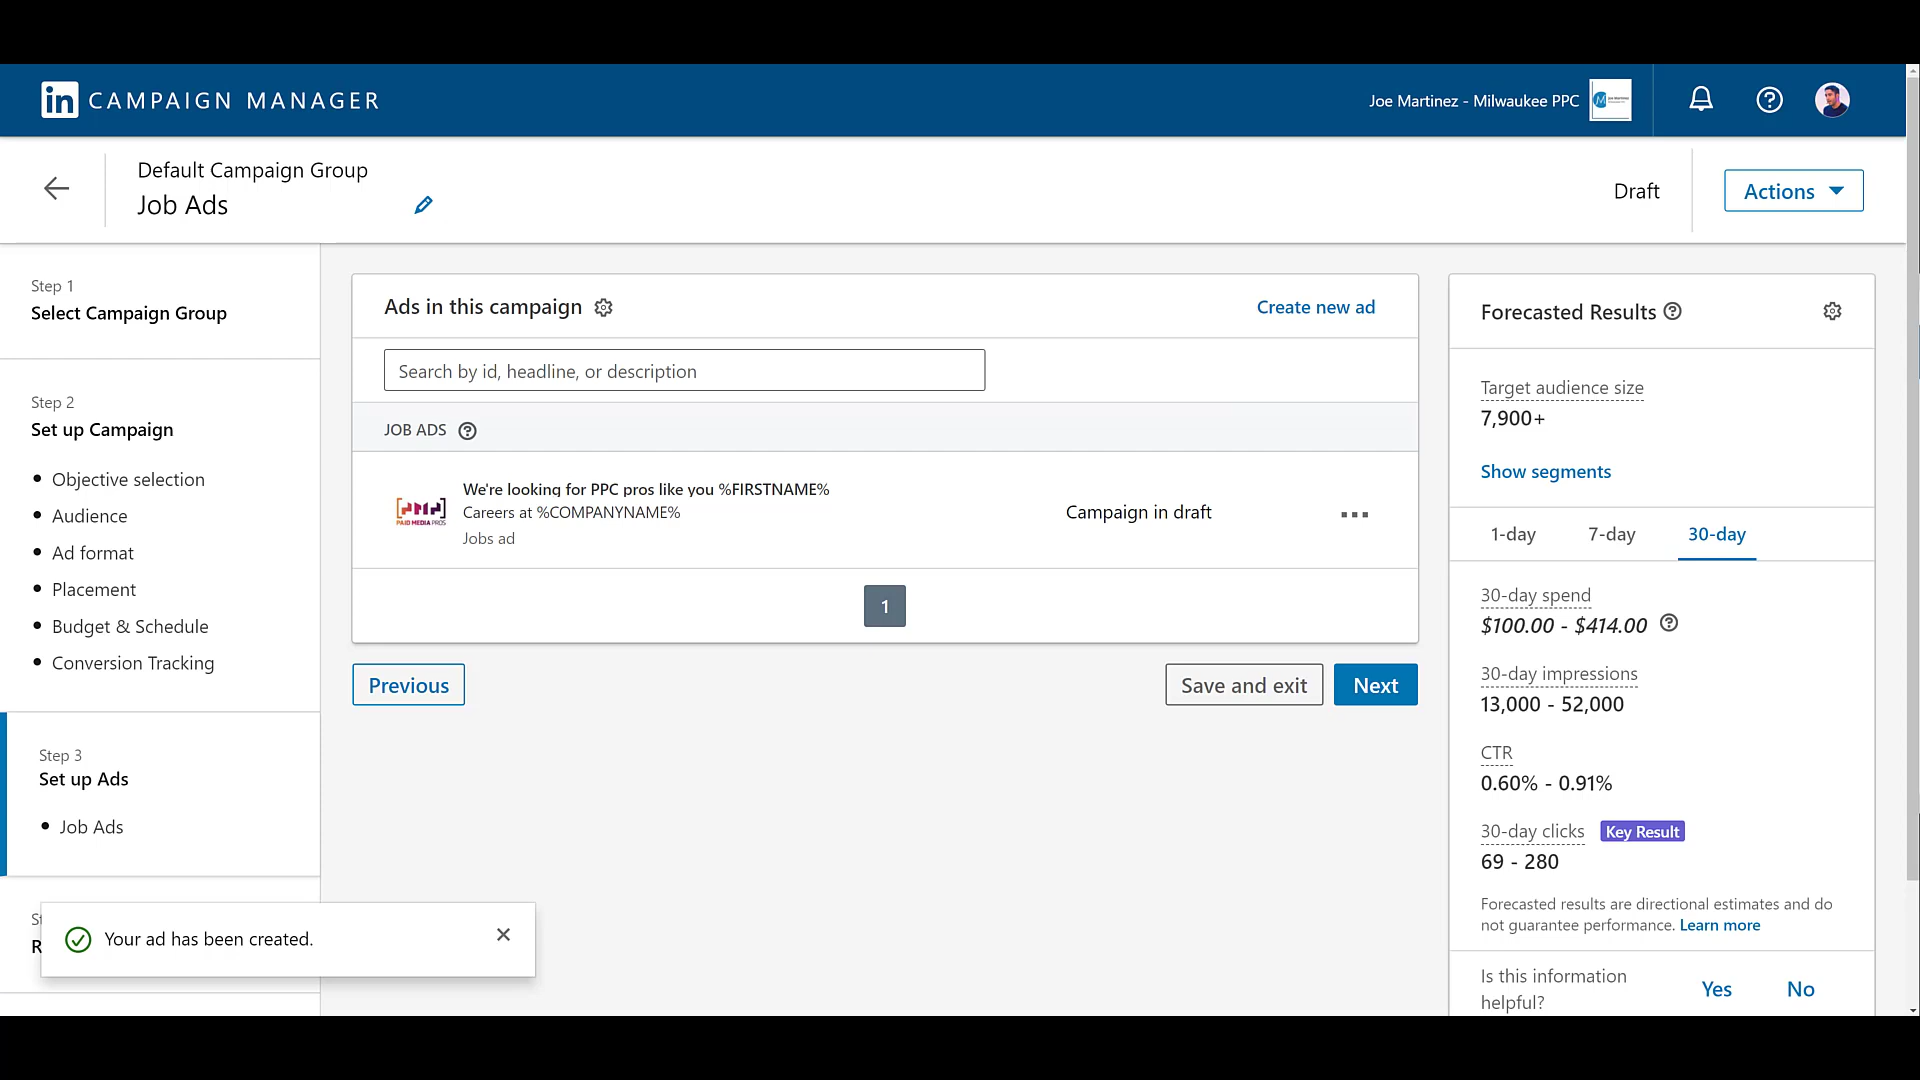 in CAMPAIGN MANAGER
Joe Martinez - Milwaukee PPC
Default Campaign Group
Job Ads
Draft
Actions
Step 1
Select Campaign Group
Step 2
Set up Campaign
Objective selection
Audience
Ad format
Placement
Budget & Schedule
Conversion Tracking
Step 3
Set up Ads
Job Ads
St
R
Your ad has been created.
Ads in this campaign
Create new ad
Search by id, headline, or description
JOB ADS
PAID MEDIA PROS
We're looking for PPC pros like you %FIRSTNAME%
Careers at %COMPANYNAME%
Jobs ad
Campaign in draft
1
Previous
Save and exit
Next
Forecasted Results
Target audience size
7,900+
Show segments
1-day 7-day 30-day
30-day spend
$100.00 - $414.00
30-day impressions
13,000 - 52,000
CTR
0.60% - 0.91%
30-day clicks Key Result
69 - 280
Forecasted results are directional estimates and do
not guarantee performance. Learn more
Is this information
helpful?
Yes No